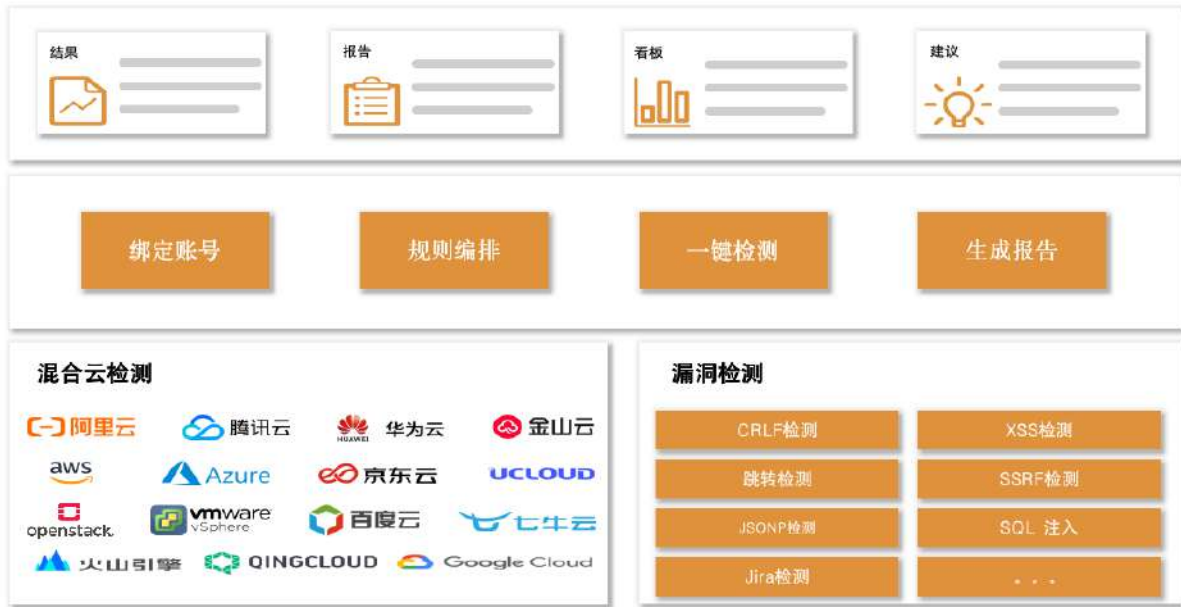 结果 报告 看板 建议
绑定账号 规则编排 一键检测 生成报告
混合云检测
阿里云 腾讯云 HUAWEI 华为云 金山云
aws Azure 京东云 UCLOUD
openstack. vmware vSphere 百度云 七牛云
火山引擎 QINGCLOUD Google Cloud
漏洞检测
CRLF检测 XSS检测
跳转检测 SSRF检测
JSONP检测 SQL 注入
Jira检测 . . .